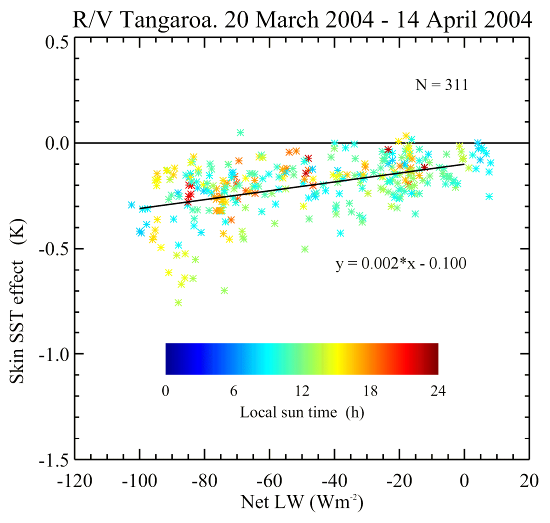 R/V Tangaroa. 20 March 2004 - 14 April 2004
0.5
N = 311
0.0
-0.5
y = 0.002*x - 0.100
Skin SST effect (K)
-1.0
0 6 12 18 24
Local sun time (h)
-1.5
-120 -100 -80 -60 -40 -20 0 20
Net LW (Wm-2)